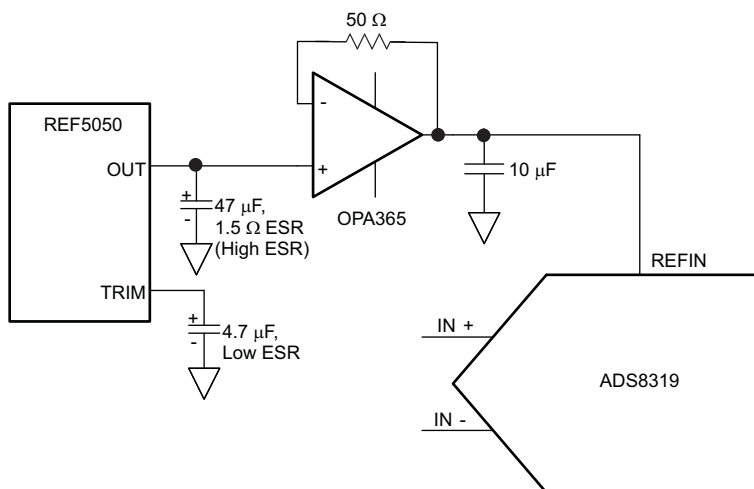 50 Ω
REF5050
OUT
-
+
OPA365
10 μF
+
-
47 μF,
1.5 Ω ESR
(High ESR)
REFIN
TRIM
+
-
4.7 μF,
Low ESR
IN +
ADS8319
IN -